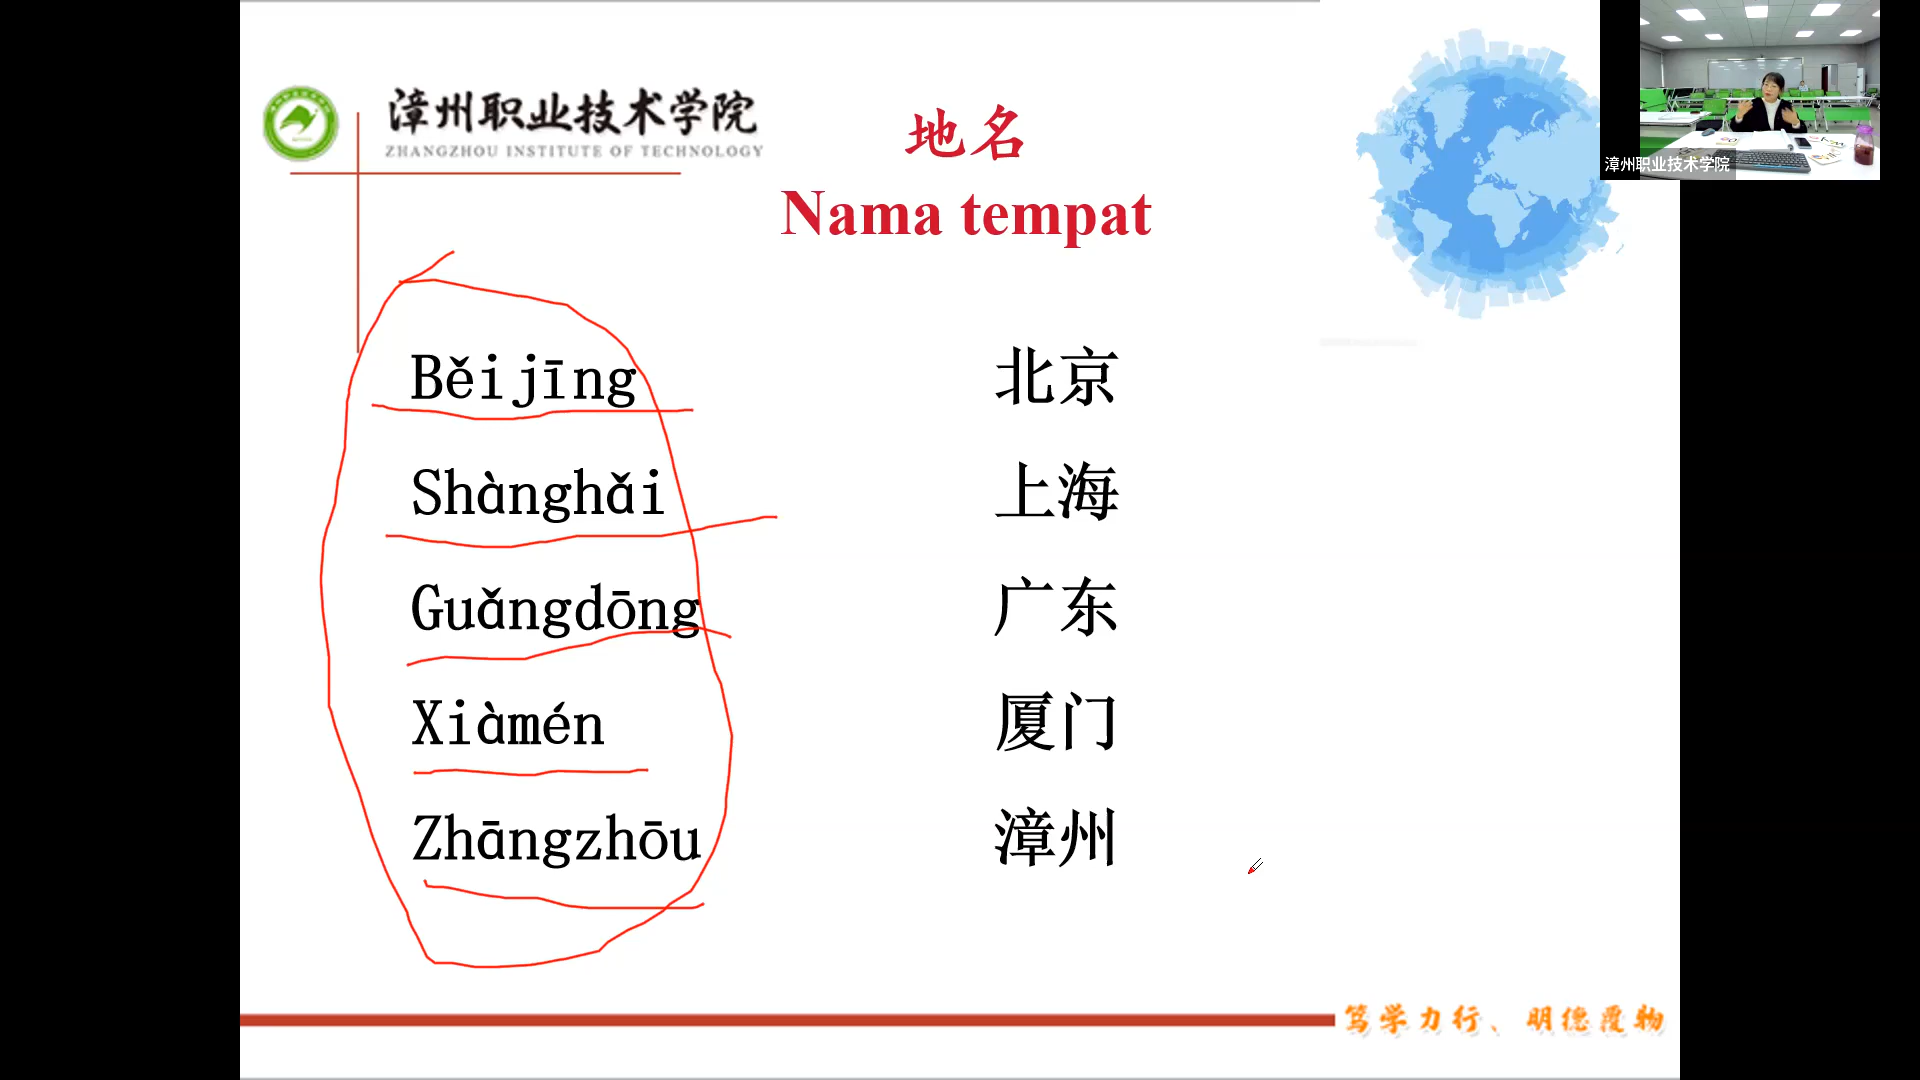 漳州职业技术学院
ZHANGZHOU INSTITUTE OF TECHNOLOGY
地名
Nama tempat
漳州职业技术学院
Běijīng 北京
Shànghǎi 上海
Guǎngdōng 广东
Xiàmén 厦门
Zhāngzhōu 漳州
笃学力行、明德覆物